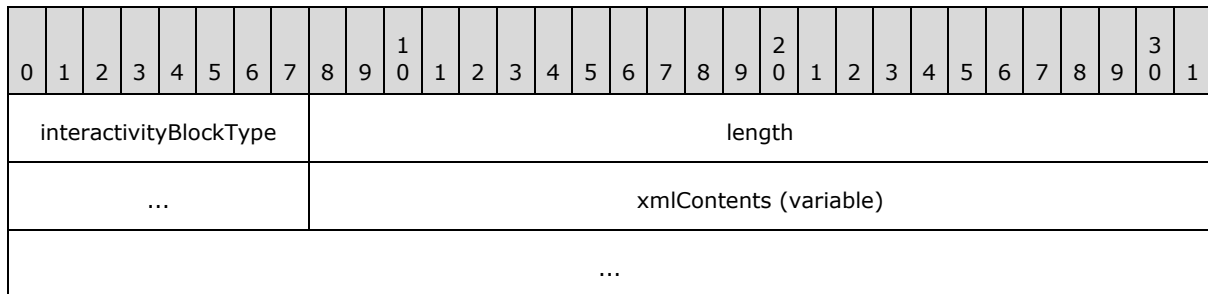 1 2 3
0 1 2 3 4 5 6 7 8 9 0 1 2 3 4 5 6 7 8 9 0 1 2 3 4 5 6 7 8 9 0 1
interactivityBlockType length
... xmlContents (variable)
...